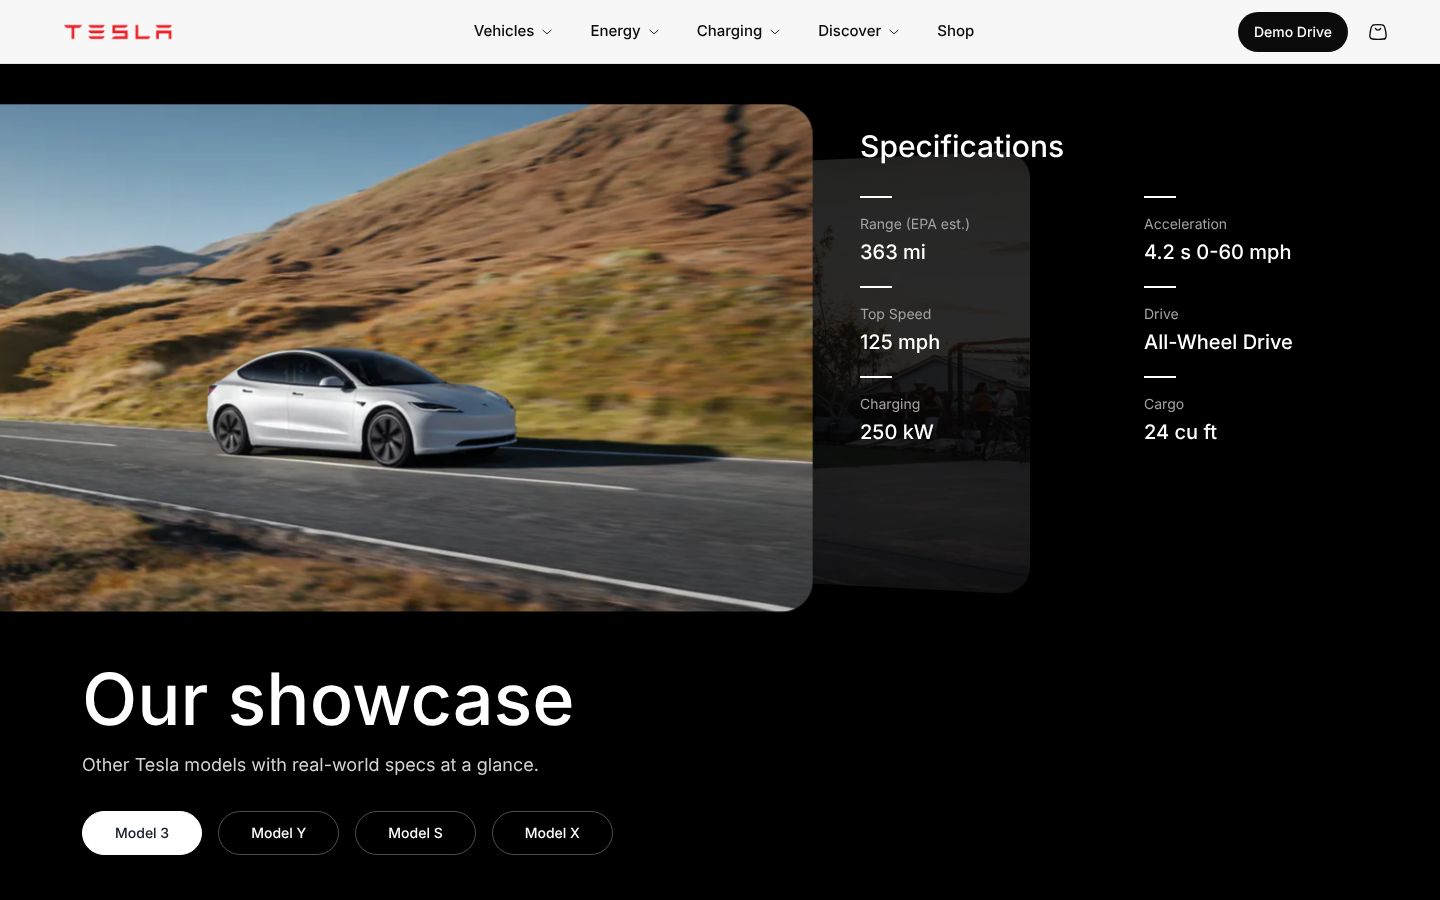 TESLA
Vehicles
Energy
Charging
Discover
Shop
Demo Drive
Specifications
Range (EPA est.)
363 mi
Acceleration
4.2 s 0-60 mph
Top Speed
125 mph
Drive
All-Wheel Drive
Charging
250 kW
Cargo
24 cu ft
Our showcase
Other Tesla models with real-world specs at a glance.
Model 3
Model Y
Model S
Model X